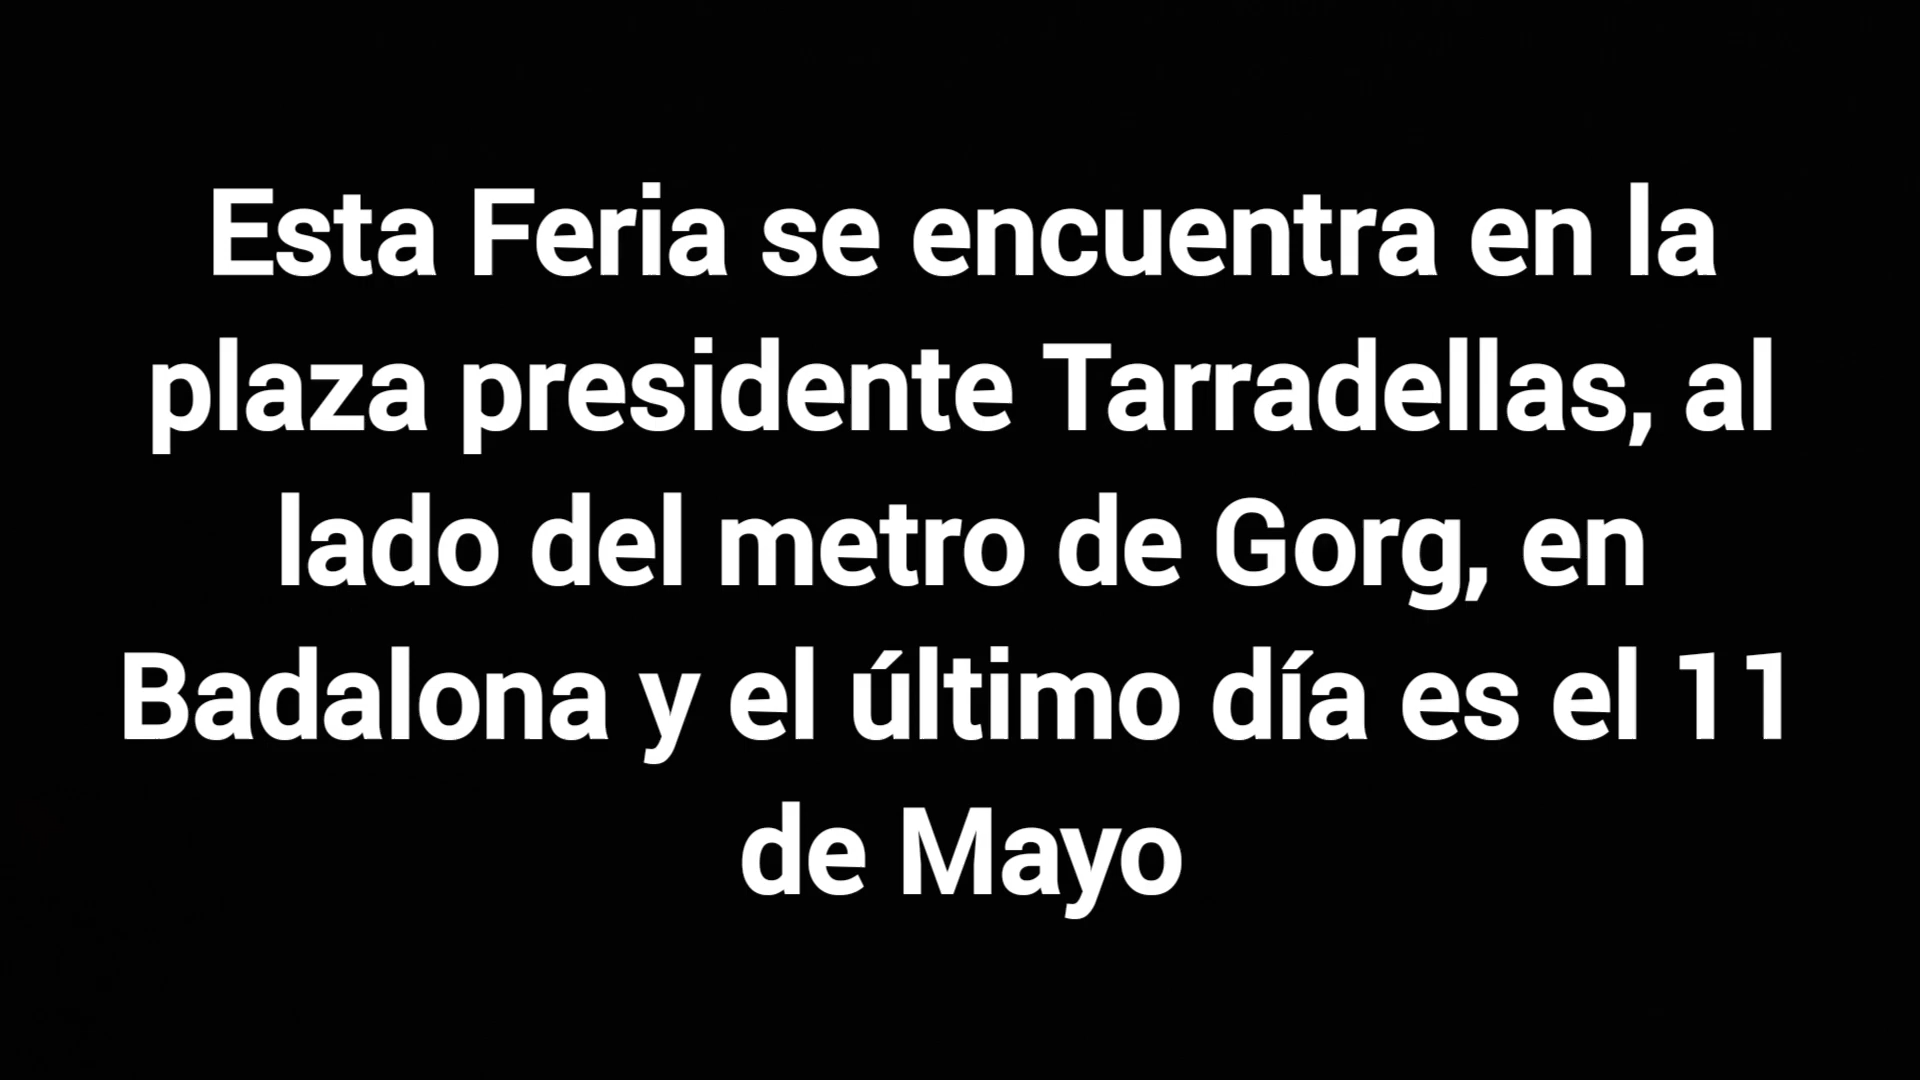 Esta Feria se encuentra en la
plaza presidente Tarradellas, al
lado del metro de Gorg, en
Badalona y el último día es el 11
de Mayo